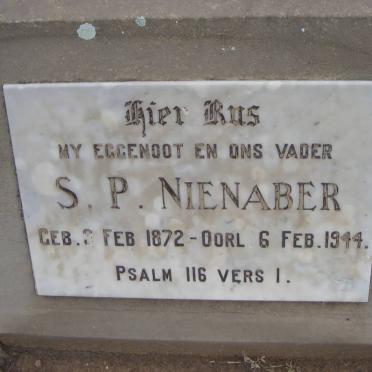 Hier Rus
MY EGGENOOT EN ONS VADER
S. P. NIENABER
GEB. 3 FEB 1872 - OORL 6 FEB. 1944.
PSALM 116 VERS 1.